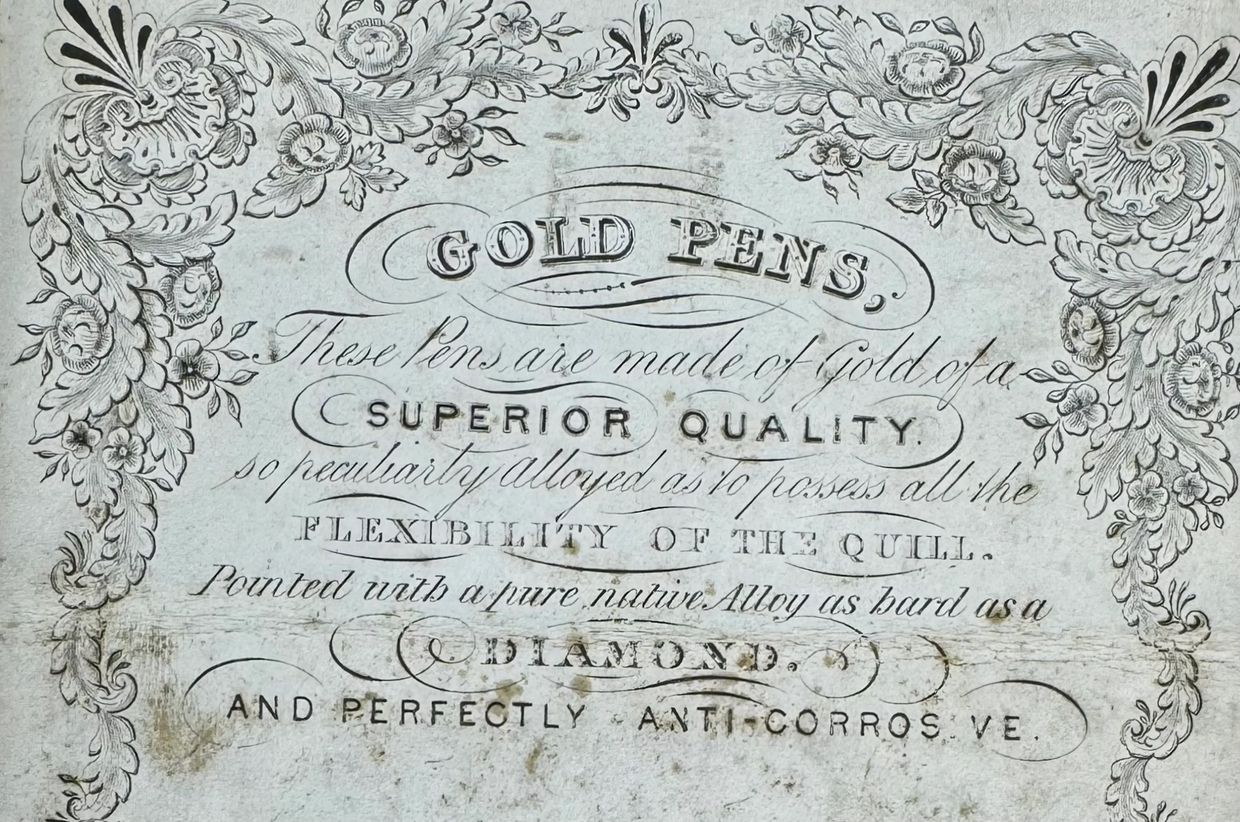 GOLD PENS,
These Pens are made of Gold of a
SUPERIOR QUALITY.
so peculiarly Alloyed as to possess all the
FLEXIBILITY OF THE QUILL.
Pointed with a pure native Alloy as hard as a
DIAMOND.
AND PERFECTLY ANTI-CORROSIVE.